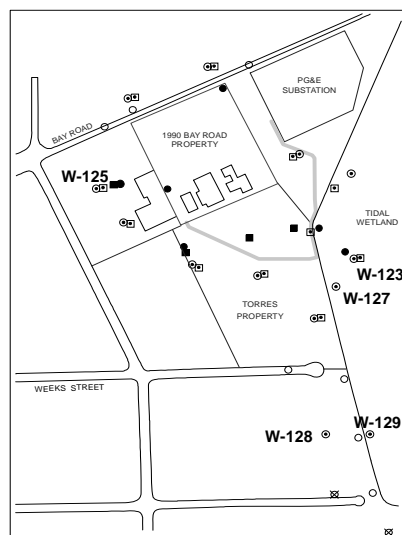 PG&E
SUBSTATION
BAY ROAD
1990 BAY ROAD
PROPERTY
W-125
TIDAL
WETLAND
W-123
W-127
TORRES
PROPERTY
WEEKS STREET
W-129
W-128